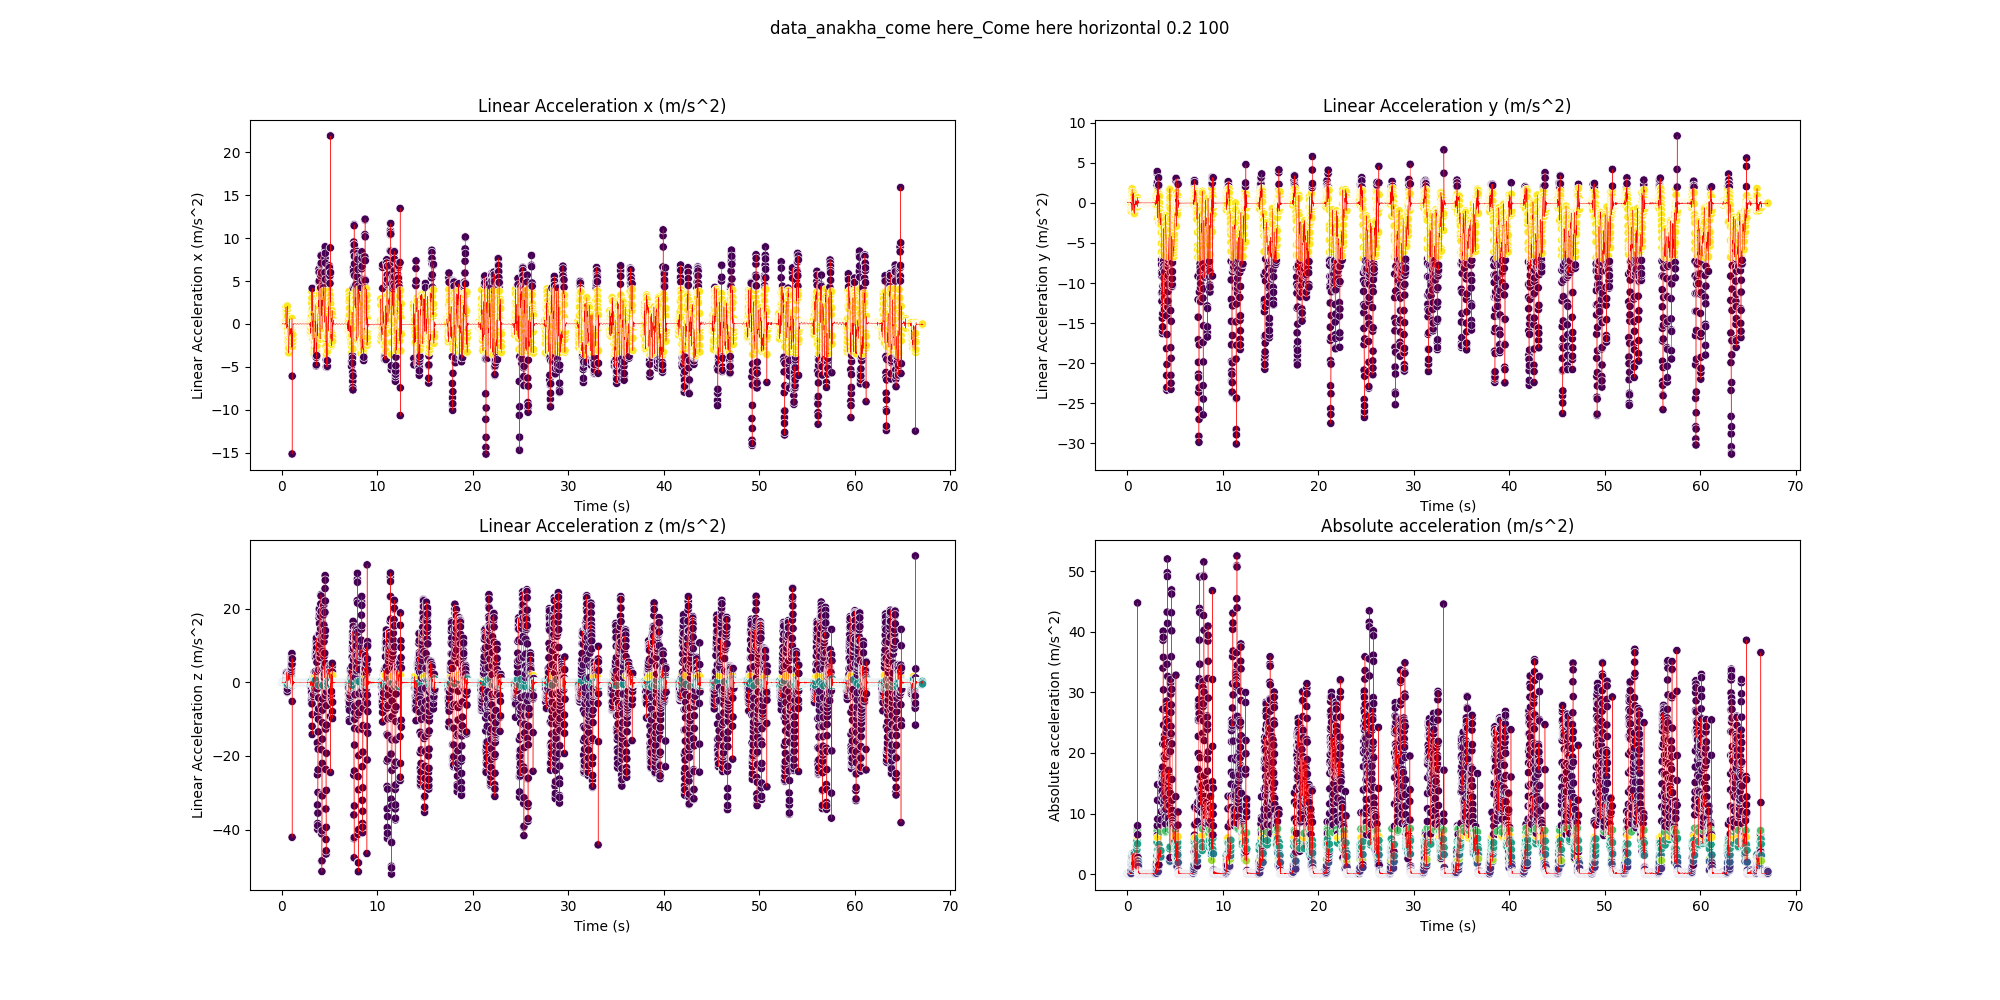 data_anakha_come here_Come here horizontal 0.2 100
Linear Acceleration x (m/s^2)
Linear Acceleration x (m/s^2)
20
15
10
5
0
−5
−10
−15
0 10 20 30 40 50 60 70
Time (s)
Linear Acceleration y (m/s^2)
Linear Acceleration y (m/s^2)
10
5
0
−5
−10
−15
−20
−25
−30
0 10 20 30 40 50 60 70
Time (s)
Linear Acceleration z (m/s^2)
Linear Acceleration z (m/s^2)
20
0
−20
−40
0 10 20 30 40 50 60 70
Time (s)
Absolute acceleration (m/s^2)
Absolute acceleration (m/s^2)
50
40
30
20
10
0
0 10 20 30 40 50 60 70
Time (s)